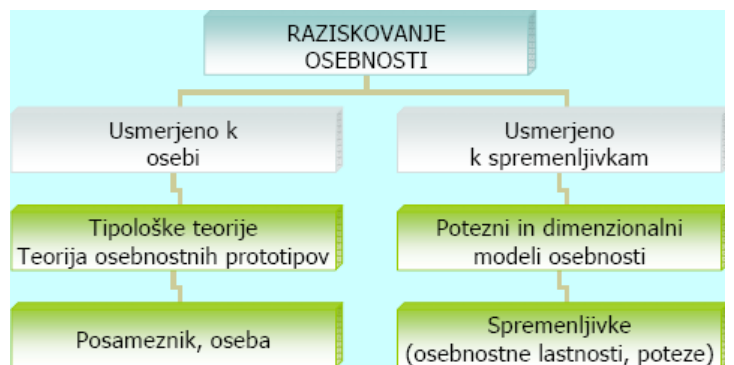 RAZISKOVANJE
OSEBNOSTI
Usmerjeno k
osebi
Usmerjeno
k spremenljivkam
Tipološke teorije
Teorija osebnostnih prototipov
Potezni in dimenzionalni
modeli osebnosti
Posameznik, oseba
Spremenljivke
(osebnostne lastnosti, poteze)